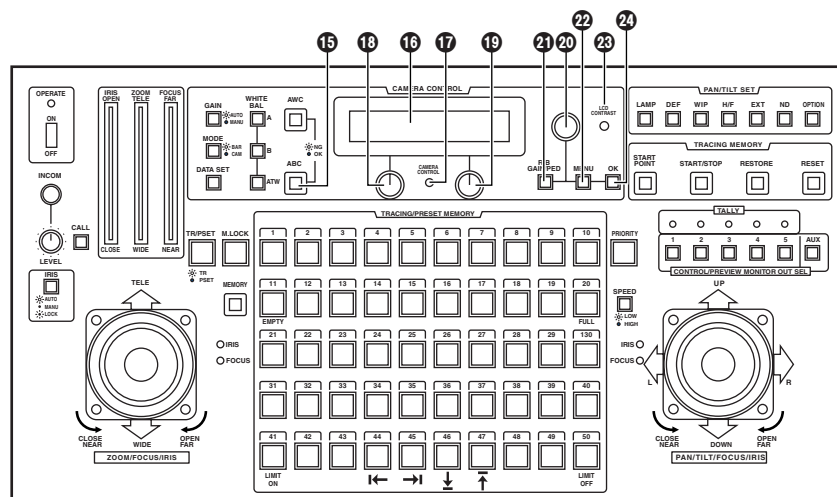 22
15 18 16 17 19 21 20 23 24
OPERATE
ON
OFF
INCOM
LEVEL
CALL
IRIS
AUTO
MANU
LOCK
IRIS OPEN
ZOOM TELE
FOCUS FAR
CLOSE
WIDE
NEAR
CAMERA CONTROL
GAIN
AUTO
MANU
MODE
BAR
CAM
DATA SET
WHITE BAL
A
B
ATW
AWC
NG
OK
ABC
CAMERA CONTROL
R/B GAIN/PED
MENU
OK
LCD CONTRAST
PAN/TILT SET
LAMP DEF WIP H/F EXT ND OPTION
TRACING MEMORY
START POINT
START/STOP
RESTORE
RESET
TALLY
1 2 3 4 5 AUX
CONTROL/PREVIEW MONITOR OUT SEL
TR/PSET
M.LOCK
TR
PSET
MEMORY
TRACING/PRESET MEMORY
1 2 3 4 5 6 7 8 9 10
11 12 13 14 15 16 17 18 19 20
EMPTY
FULL
21 22 23 24 25 26 27 28 29 130
31 32 33 34 35 36 37 38 39 40
41 42 43 44 45 46 47 48 49 50
LIMIT ON
LIMIT OFF
PRIORITY
SPEED
LOW
HIGH
TELE
IRIS
FOCUS
CLOSE NEAR
WIDE
OPEN FAR
ZOOM/FOCUS/IRIS
UP
IRIS
FOCUS
L
R
CLOSE NEAR
DOWN
OPEN FAR
PAN/TILT/FOCUS/IRIS